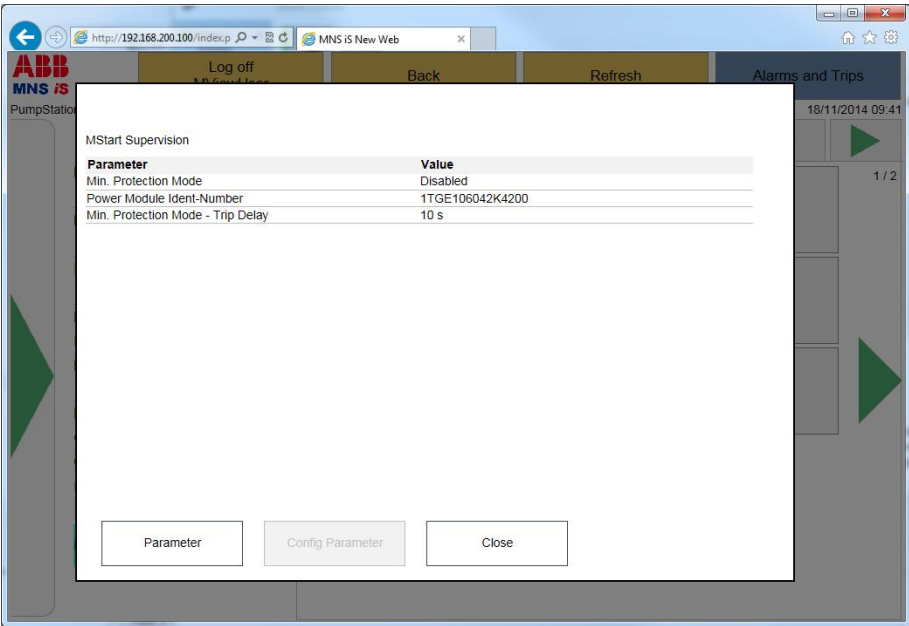 http://192.168.200.100/index.p
MNS iS New Web
ABB
MNS iS
Log off
MViewUser
Back
Refresh
Alarms and Trips
PumpStation
18/11/2014 09:41
1 / 2
MStart Supervision
Parameter Value
Min. Protection Mode Disabled
Power Module Ident-Number 1TGE106042K4200
Min. Protection Mode - Trip Delay 10 s
Parameter
Config Parameter
Close